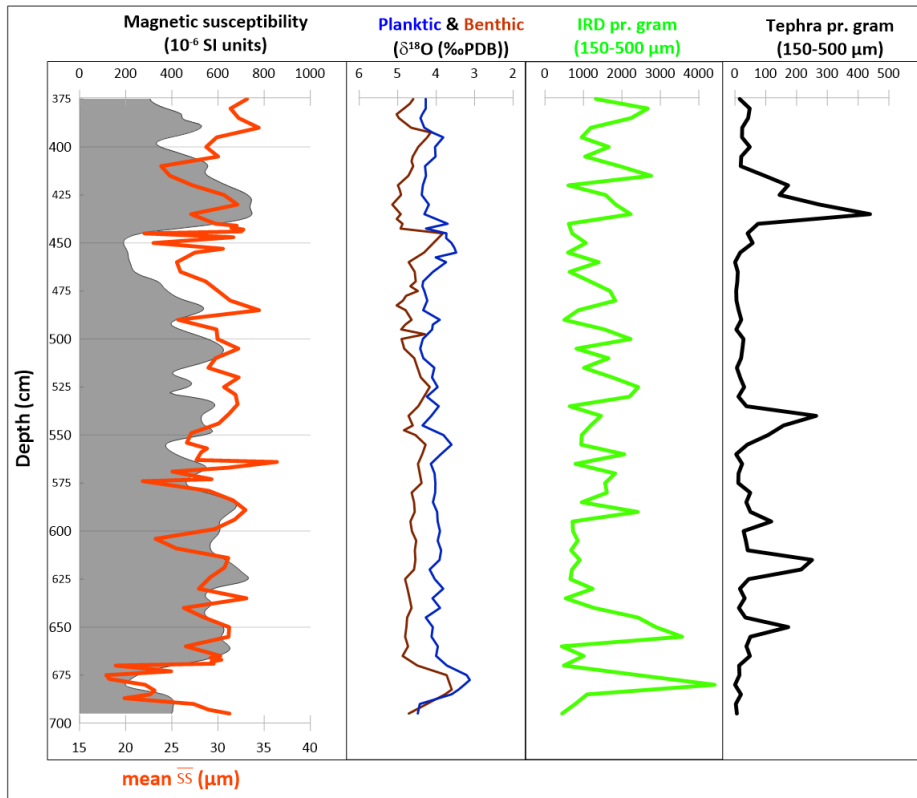 Magnetic susceptibility
(10⁻⁶ SI units)
Planktic & Benthic
(δ¹⁸O (‰PDB))
IRD pr. gram
(150-500 µm)
Tephra pr. gram
(150-500 µm)
0 200 400 600 800 1000
6 5 4 3 2
0 1000 2000 3000 4000
0 100 200 300 400 500
375
400
425
450
475
500
525
550
575
600
625
650
675
700
Depth (cm)
15 20 25 30 35 40
mean SS (µm)